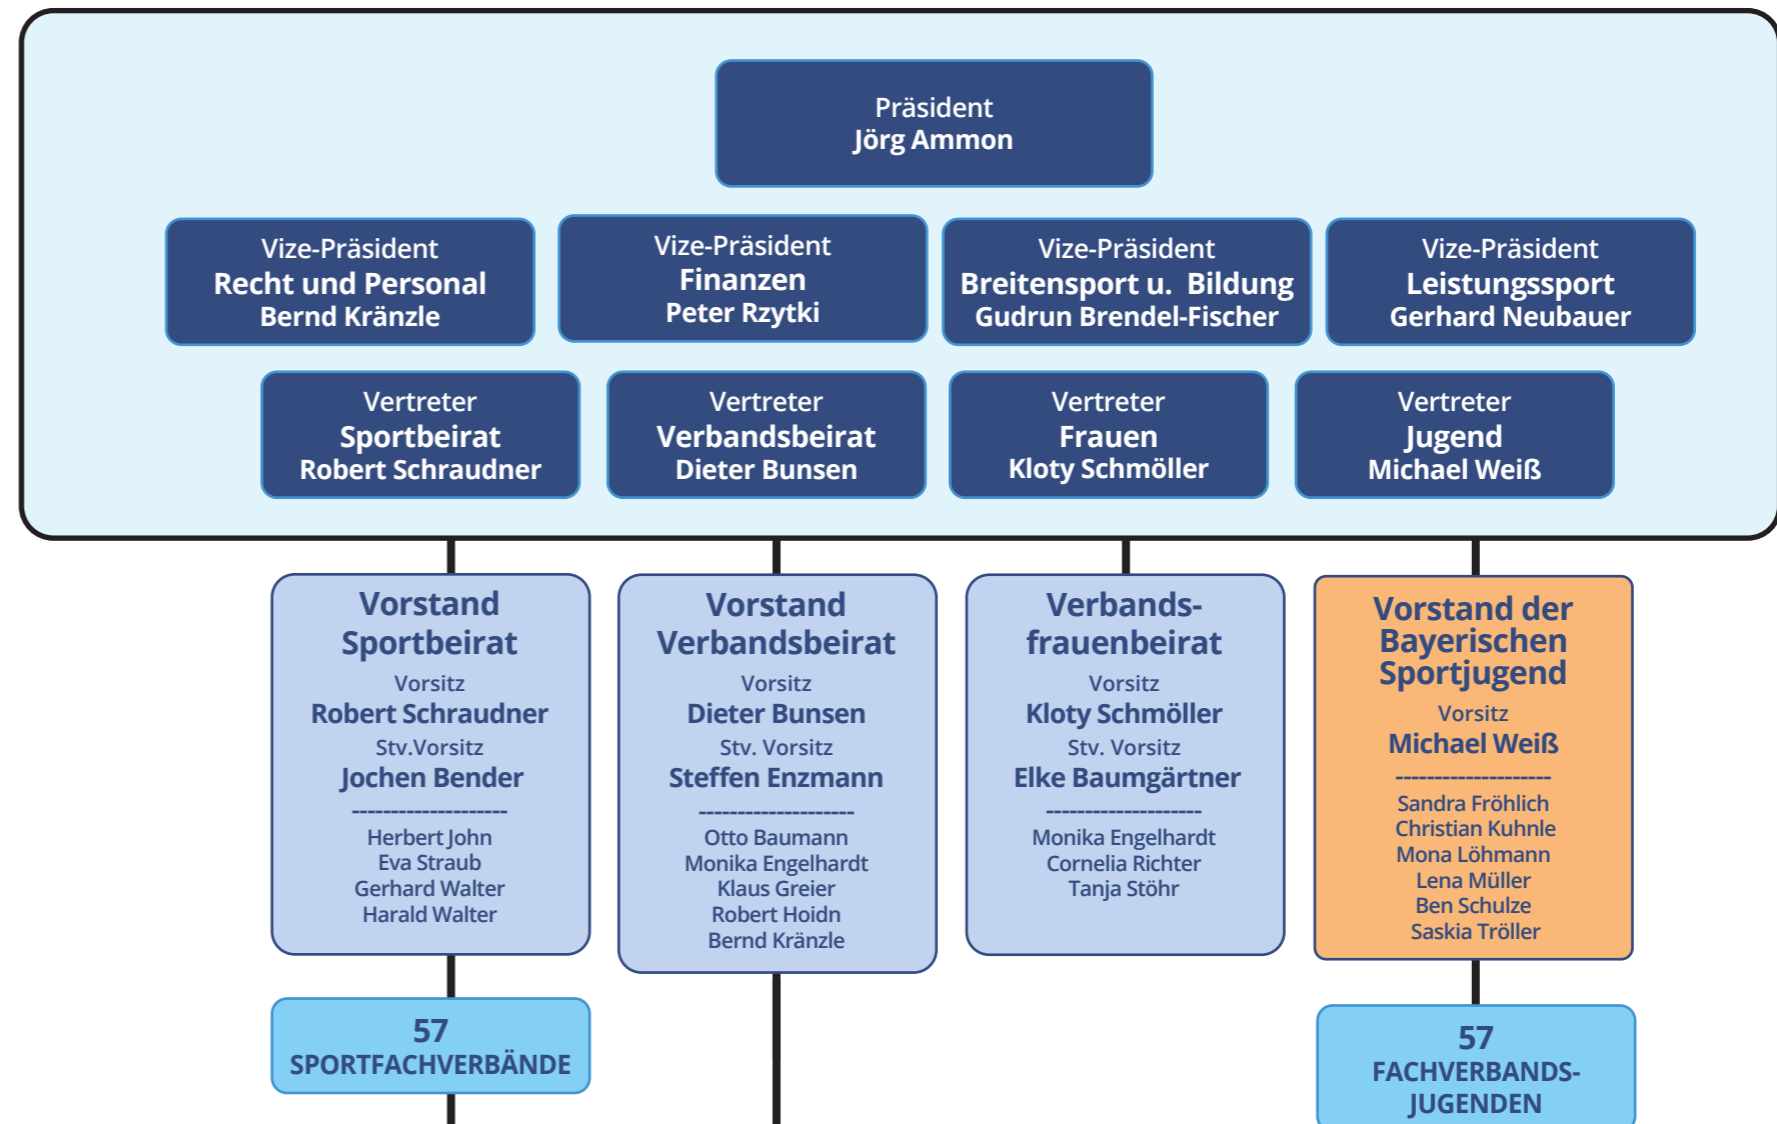 Präsident
Jörg Ammon
Vize-Präsident
Recht und Personal
Bernd Kränzle
Vize-Präsident
Finanzen
Peter Rzytki
Vize-Präsident
Breitensport u. Bildung
Gudrun Brendel-Fischer
Vize-Präsident
Leistungssport
Gerhard Neubauer
Vertreter
Sportbeirat
Robert Schraudner
Vertreter
Verbandsbeirat
Dieter Bunsen
Vertreter
Frauen
Kloty Schmöller
Vertreter
Jugend
Michael Weiß
Vorstand
Sportbeirat
Vorsitz
Robert Schraudner
Stv.Vorsitz
Jochen Bender
--------------------
Herbert John
Eva Straub
Gerhard Walter
Harald Walter
Vorstand
Verbandsbeirat
Vorsitz
Dieter Bunsen
Stv. Vorsitz
Steffen Enzmann
--------------------
Otto Baumann
Monika Engelhardt
Klaus Greier
Robert Hoidn
Bernd Kränzle
Verbands-
frauenbeirat
Vorsitz
Kloty Schmöller
Stv. Vorsitz
Elke Baumgärtner
--------------------
Monika Engelhardt
Cornelia Richter
Tanja Stöhr
Vorstand der
Bayerischen
Sportjugend
Vorsitz
Michael Weiß
--------------------
Sandra Fröhlich
Christian Kuhnle
Mona Löhmann
Lena Müller
Ben Schulze
Saskia Tröller
57
SPORTFACHVERBÄNDE
57
FACHVERBANDS-
JUGENDEN